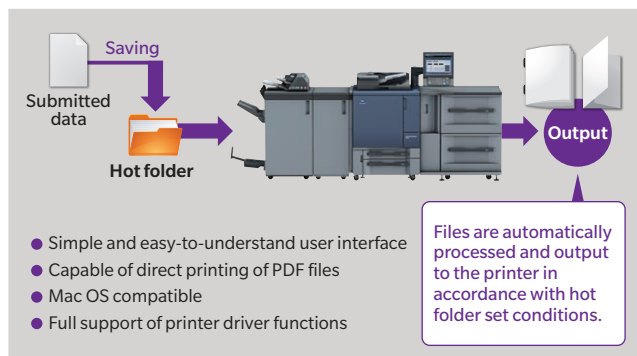 Saving
Submitted
data
Hot folder
Output
● Simple and easy-to-understand user interface
● Capable of direct printing of PDF files
● Mac OS compatible
● Full support of printer driver functions
Files are automatically
processed and output
to the printer in
accordance with hot
folder set conditions.